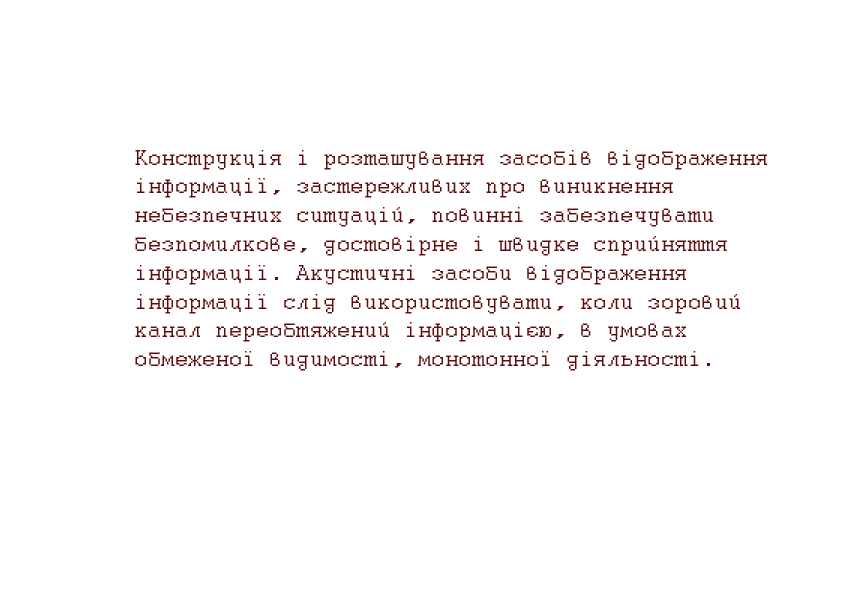 Конструкція і розташування засобів відображення
інформації, застережливих про виникнення
небезпечних ситуацій, повинні забезпечувати
безпомилкове, достовірне і швидке сприйняття
інформації. Акустичні засоби відображення
інформації слід використовувати, коли зоровий
канал переобтяжений інформацією, в умовах
обмеженої видимості, монотонної діяльності.